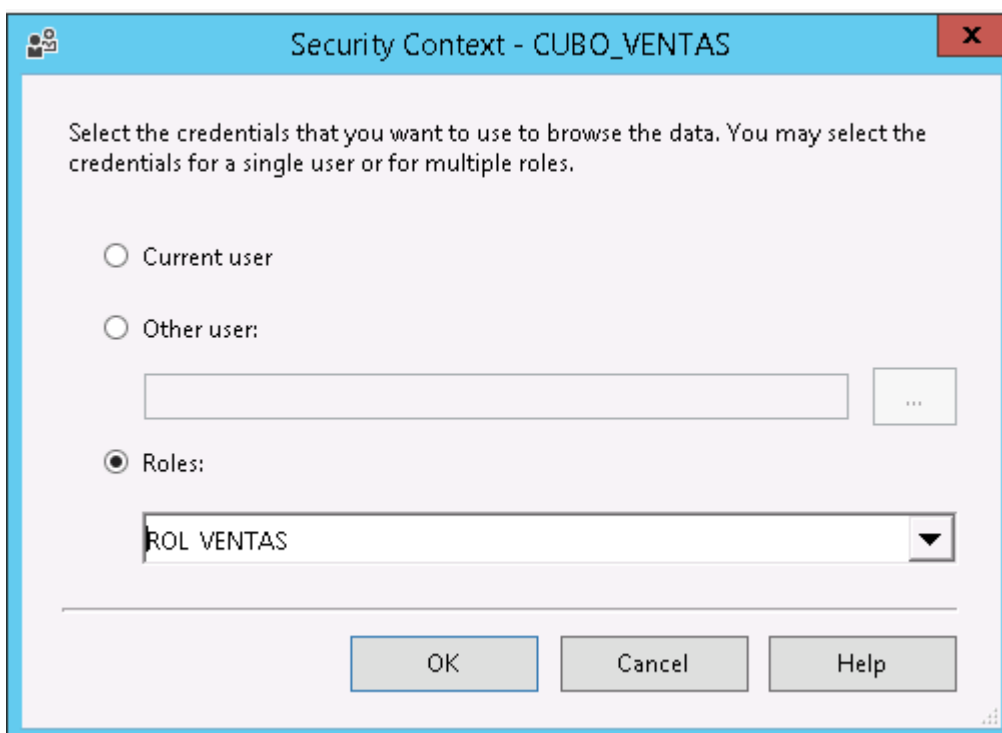 Security Context - CUBO_VENTAS
x
Select the credentials that you want to use to browse the data. You may select the
credentials for a single user or for multiple roles.
Current user
Other user:
...
Roles:
ROL VENTAS
OK
Cancel
Help